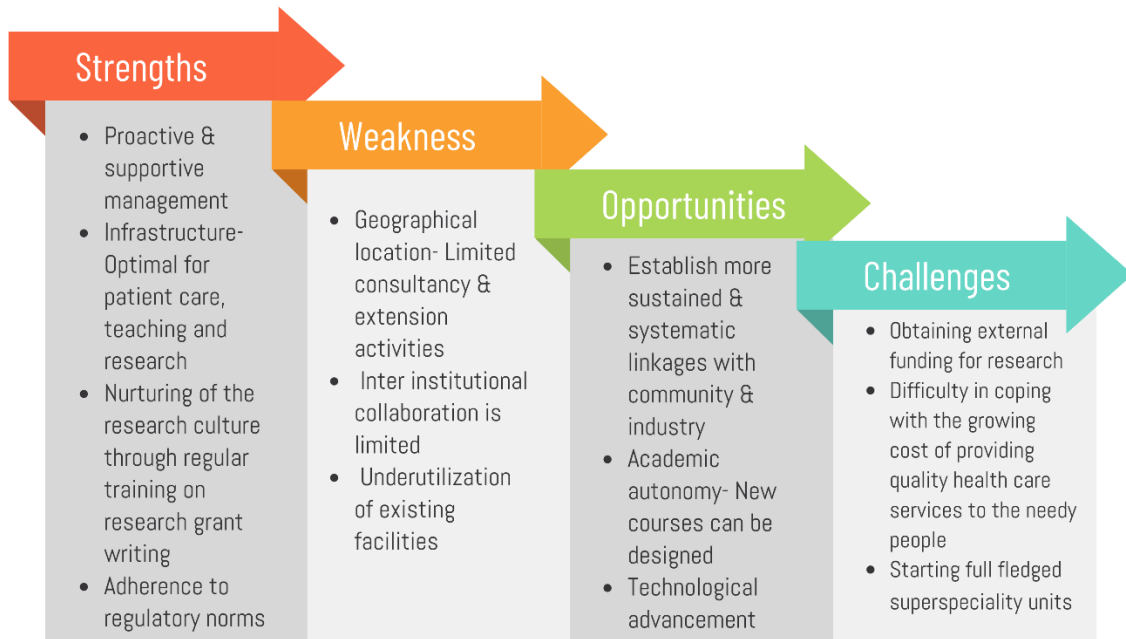 Strengths
• Proactive &
supportive
management
• Infrastructure-
Optimal for
patient care,
teaching and
research
• Nurturing of the
research culture
through regular
training on
research grant
writing
• Adherence to
regulatory norms
Weakness
• Geographical
location- Limited
consultancy &
extension
activities
• Inter institutional
collaboration is
limited
• Underutilization
of existing
facilities
Opportunities
• Establish more
sustained &
systematic
linkages with
community &
industry
• Academic
autonomy- New
courses can be
designed
• Technological
advancement
Challenges
• Obtaining external
funding for research
• Difficulty in coping
with the growing
cost of providing
quality health care
services to the needy
people
• Starting full fledged
superspeciality units